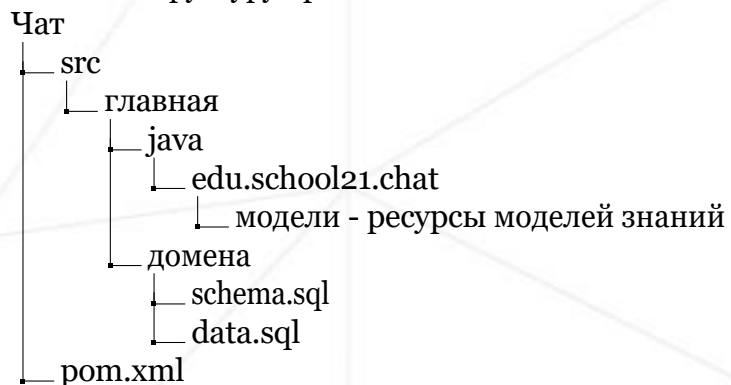 Чат
src
главная
java
edu.school21.chat
модели - ресурсы моделей знаний
домена
schema.sql
data.sql
pom.xml